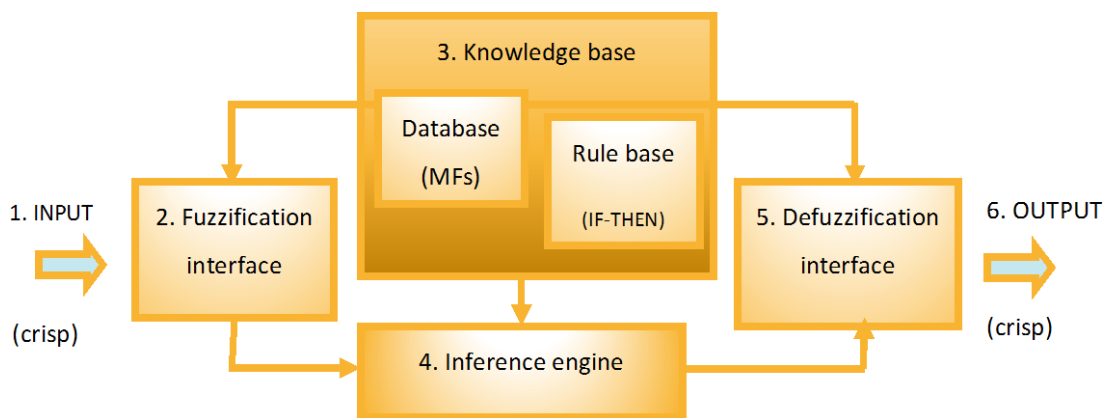 3. Knowledge base
Database
(MFs)
Rule base
(IF-THEN)
1. INPUT
(crisp)
2. Fuzzification
interface
4. Inference engine
5. Defuzzification
interface
6. OUTPUT
(crisp)